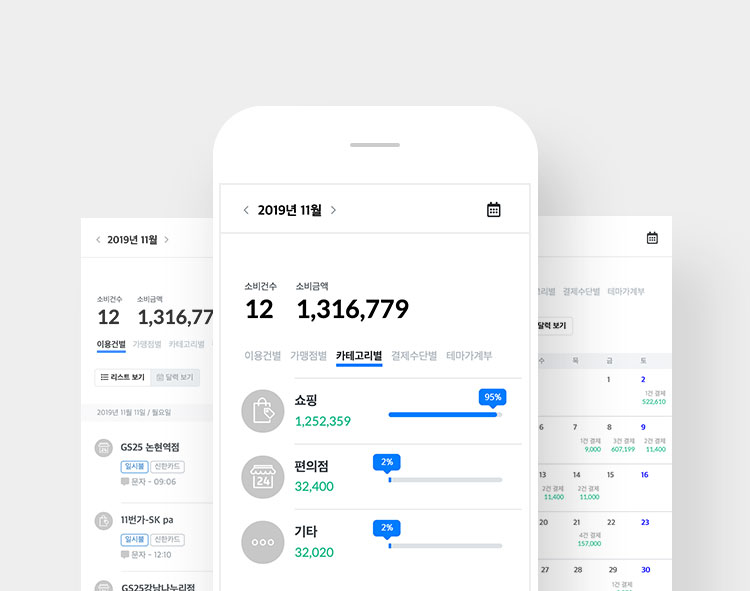 2019년 11월
소비건수 소비금액
12 1,316,77
이용건별 가맹점별 카테고리별
리스트 보기 달력 보기
2019년 11월 11일 / 월요일
24
GS25 논현역점
일시불 신한카드
문자 - 09:06
11번가-SK pa
일시불 신한카드
문자 - 12:10
GS25강남나누리점
2019년 11월
소비건수 소비금액
12 1,316,779
이용건별 가맹점별 카테고리별 결제수단별 테마가계부
쇼핑
1,252,359
95%
24
편의점
32,400
2%
기타
32,020
2%
고리별 결제수단별 테마가계부
달력 보기
수 목 금 토
1 2
1건 결제
522,610
6 7 8 9
1건 결제 3건 결제 2건 결제
9,000 607,199 11,400
13 14 15 16
2건 결제 2건 결제
11,400 11,000
20 21 22 23
4건 결제
157,000
27 28 29 30
1건 결제